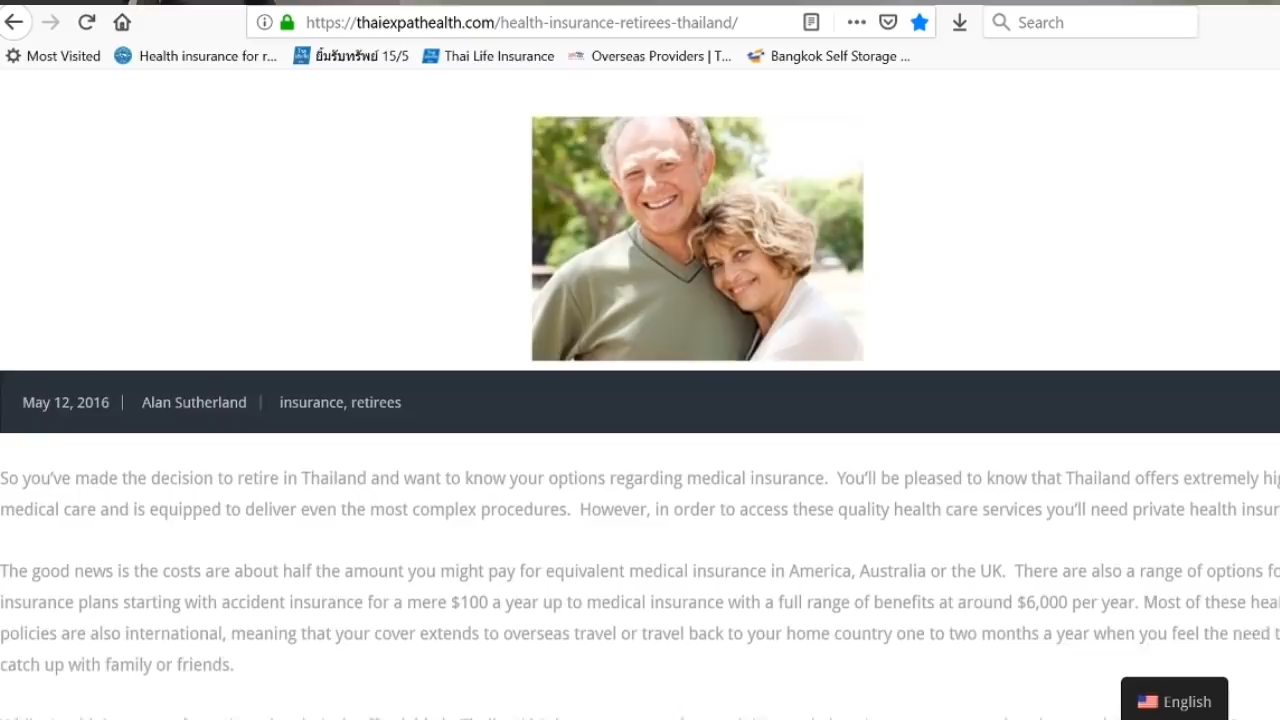 https://thaiexpathealth.com/health-insurance-retirees-thailand/
Search
Most Visited
Health insurance for r...
ยิ้มรับทรัพย์ 15/5
Thai Life Insurance
Overseas Providers | T...
Bangkok Self Storage ...
May 12, 2016 | Alan Sutherland | insurance, retirees
So you’ve made the decision to retire in Thailand and want to know your options regarding medical insurance. You’ll be pleased to know that Thailand offers extremely
medical care and is equipped to deliver even the most complex procedures. However, in order to access these quality health care services you’ll need private health
The good news is the costs are about half the amount you might pay for equivalent medical insurance in America, Australia or the UK. There are also a range of options
insurance plans starting with accident insurance for a mere $100 a year up to medical insurance with a full range of benefits at around $6,000 per year. Most of these
policies are also international, meaning that your cover extends to overseas travel or travel back to your home country one to two months a year when you feel the need
catch up with family or friends.
English